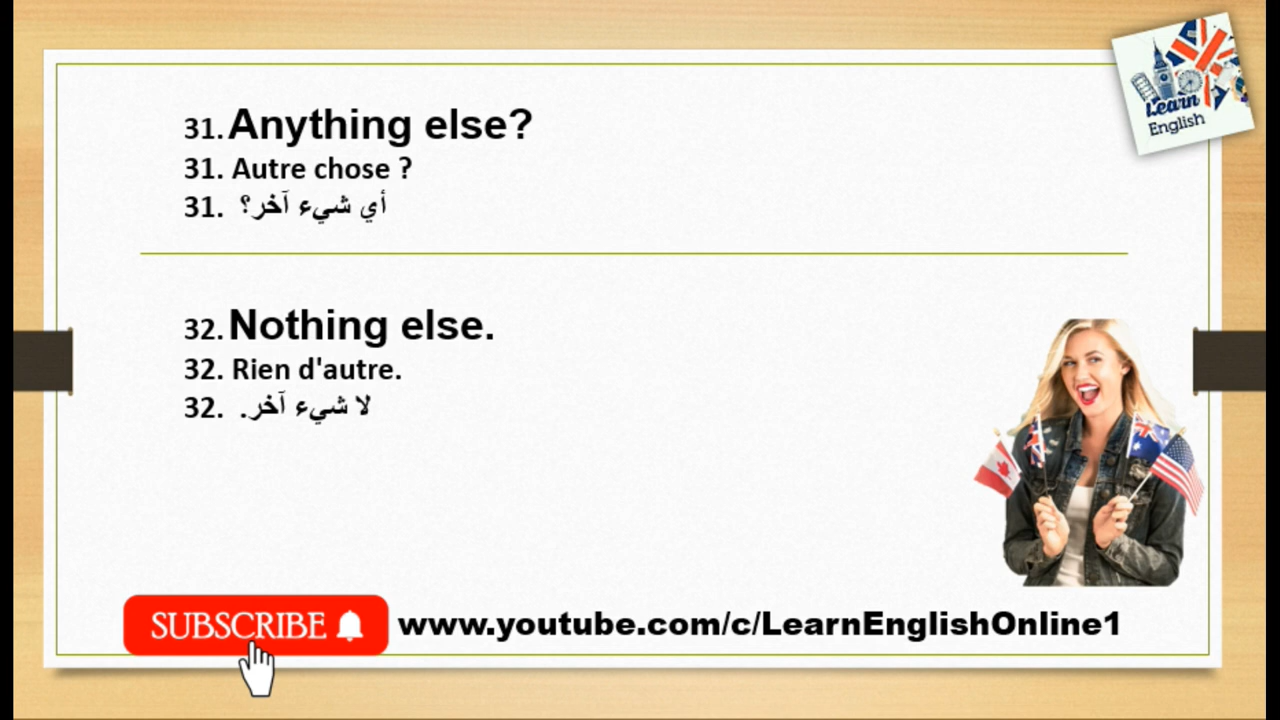 Learn
English
31. Anything else?
31. Autre chose ?
31. أي شيء آخر؟
32. Nothing else.
32. Rien d'autre.
32. لا شيء آخر.
SUBSCRIBE
www.youtube.com/c/LearnEnglishOnline1